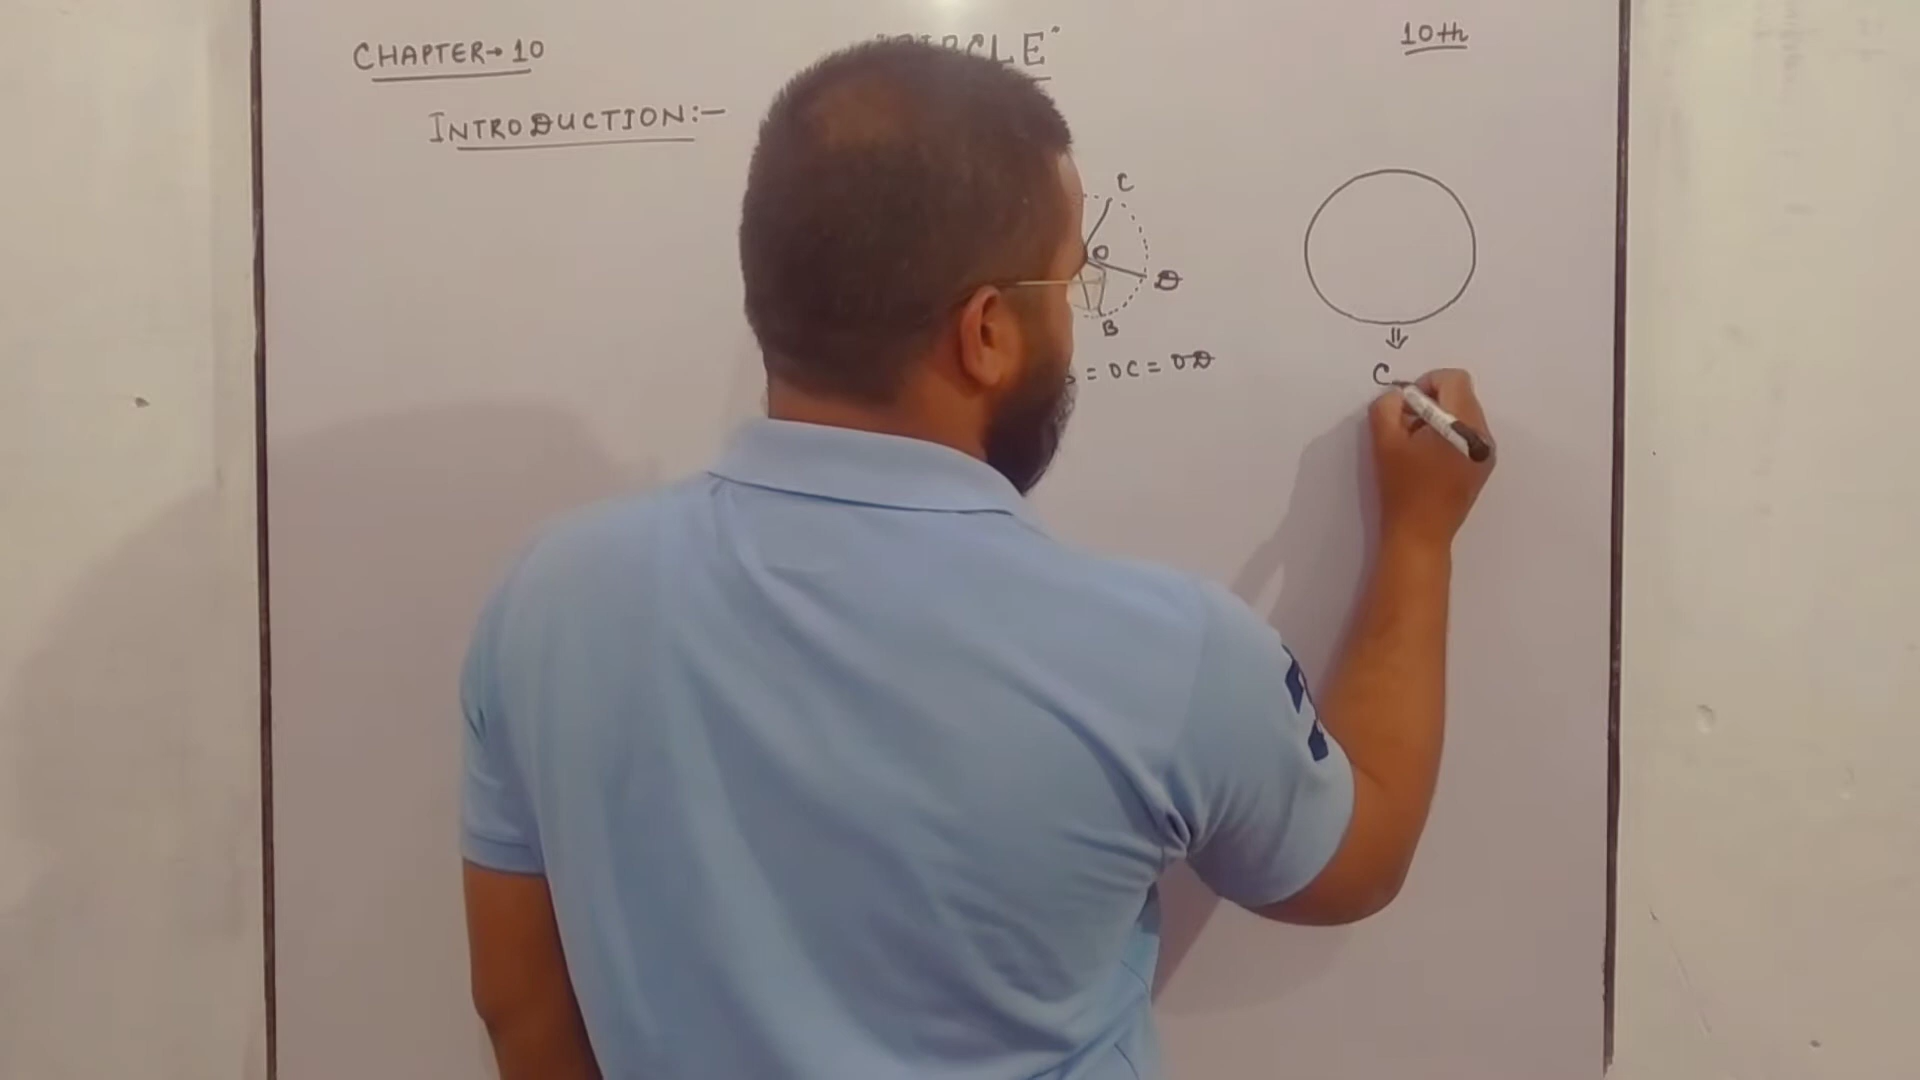 CHAPTER→10
10th
INTRODUCTION:-
C
O
D
B
= OC = OD
C